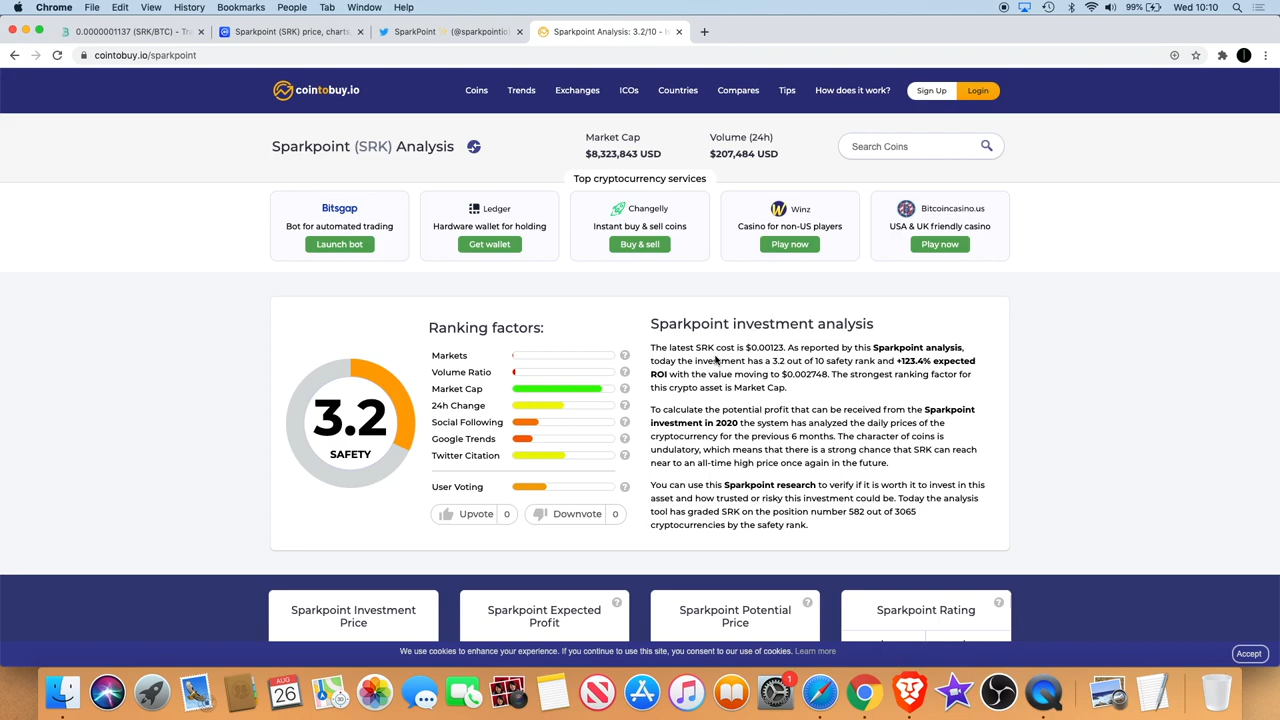 Chrome File Edit View History Bookmarks People Tab Window Help 99% Wed 10:10
0.0000001137 (SRK/BTC) - Tra
Sparkpoint (SRK) price, charts,
SparkPoint ⭐ (@sparkpointio
Sparkpoint Analysis: 3.2/10 - Is
cointobuy.io/sparkpoint
cointobuy.io
Coins Trends Exchanges ICOs Countries Compares Tips How does it work? Sign Up Login
Sparkpoint (SRK) Analysis
Market Cap
$8,323,843 USD
Volume (24h)
$207,484 USD
Search Coins
Top cryptocurrency services
Bitsgap
Bot for automated trading
Launch bot
Ledger
Hardware wallet for holding
Get wallet
Changelly
Instant buy & sell coins
Buy & sell
Winz
Casino for non-US players
Play now
Bitcoincasino.us
USA & UK friendly casino
Play now
3.2
SAFETY
Ranking factors:
Markets ?
Volume Ratio ?
Market Cap ?
24h Change ?
Social Following ?
Google Trends ?
Twitter Citation ?
User Voting ?
Upvote 0 Downvote 0
Sparkpoint investment analysis
The latest SRK cost is $0.00123. As reported by this Sparkpoint analysis,
today the investment has a 3.2 out of 10 safety rank and +123.4% expected
ROI with the value moving to $0.002748. The strongest ranking factor for
this crypto asset is Market Cap.
To calculate the potential profit that can be received from the Sparkpoint
investment in 2020 the system has analyzed the daily prices of the
cryptocurrency for the previous 6 months. The character of coins is
undulatory, which means that there is a strong chance that SRK can reach
near to an all-time high price once again in the future.
You can use this Sparkpoint research to verify if it is worth it to invest in this
asset and how trusted or risky this investment could be. Today the analysis
tool has graded SRK on the position number 582 out of 3065
cryptocurrencies by the safety rank.
Sparkpoint Investment
Price
Sparkpoint Expected
Profit
?
Sparkpoint Potential
Price
?
Sparkpoint Rating
?
We use cookies to enhance your experience. If you continue to use this site, you consent to our use of cookies. Learn more
Accept
AUG
26
1